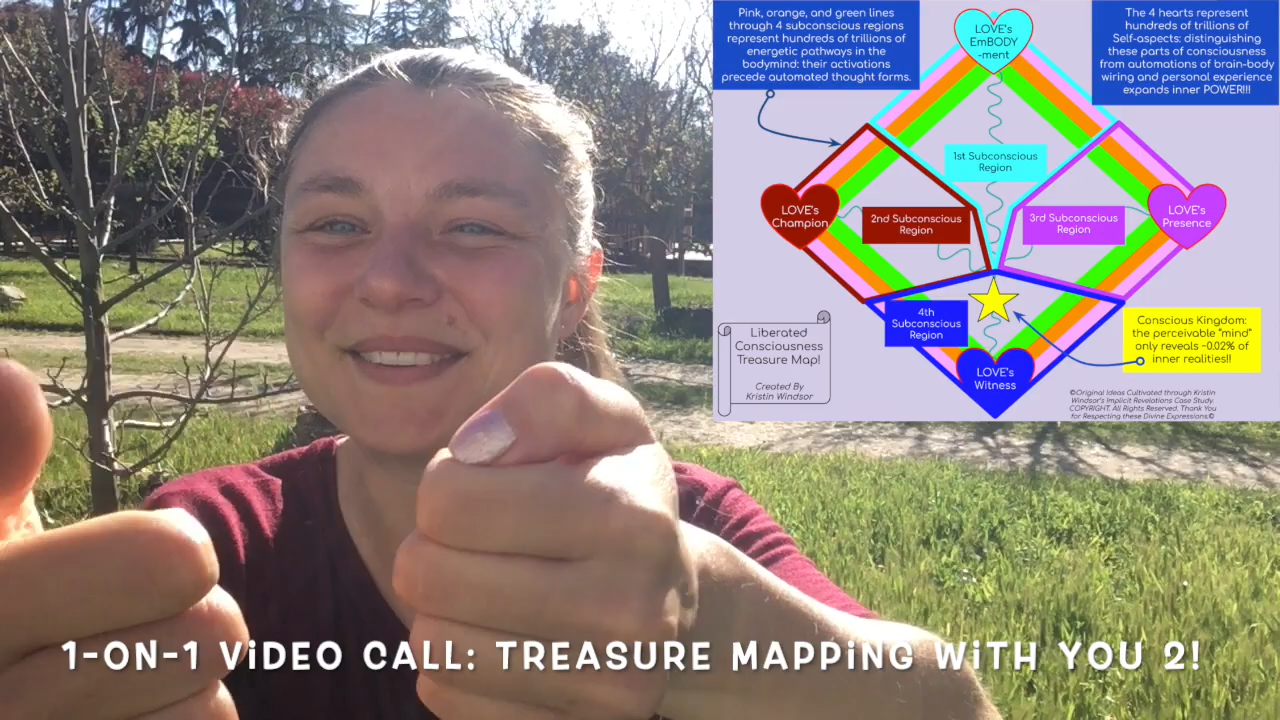 Pink, orange, and green lines
through 4 subconscious regions
represent hundreds of trillions of
energetic pathways in the
bodymind: their activations
precede automated thought forms.
LOVE's
EmBODY
-ment
The 4 hearts represent
hundreds of trillions of
Self-aspects: distinguishing
these parts of consciousness
from automations of brain-body
wiring and personal experience
expands inner POWER!!!
1st Subconscious
Region
LOVE's
Champion
2nd Subconscious
Region
3rd Subconscious
Region
LOVE's
Presence
4th
Subconscious
Region
Conscious Kingdom:
the perceivable "mind"
only reveals ~0.02% of
inner realities!!
Liberated
Consciousness
Treasure Map!
Created By
Kristin Windsor
LOVE's
Witness
©Original Ideas Cultivated through Kristin
Windsor's Implicit Revelations Case Study.
COPYRIGHT. All Rights Reserved, Thank You
for Respecting these Divine Expressions.©
1-ON-1 ViDEO CALL: TREASURE MAPPiNG WiTH YOU 2!